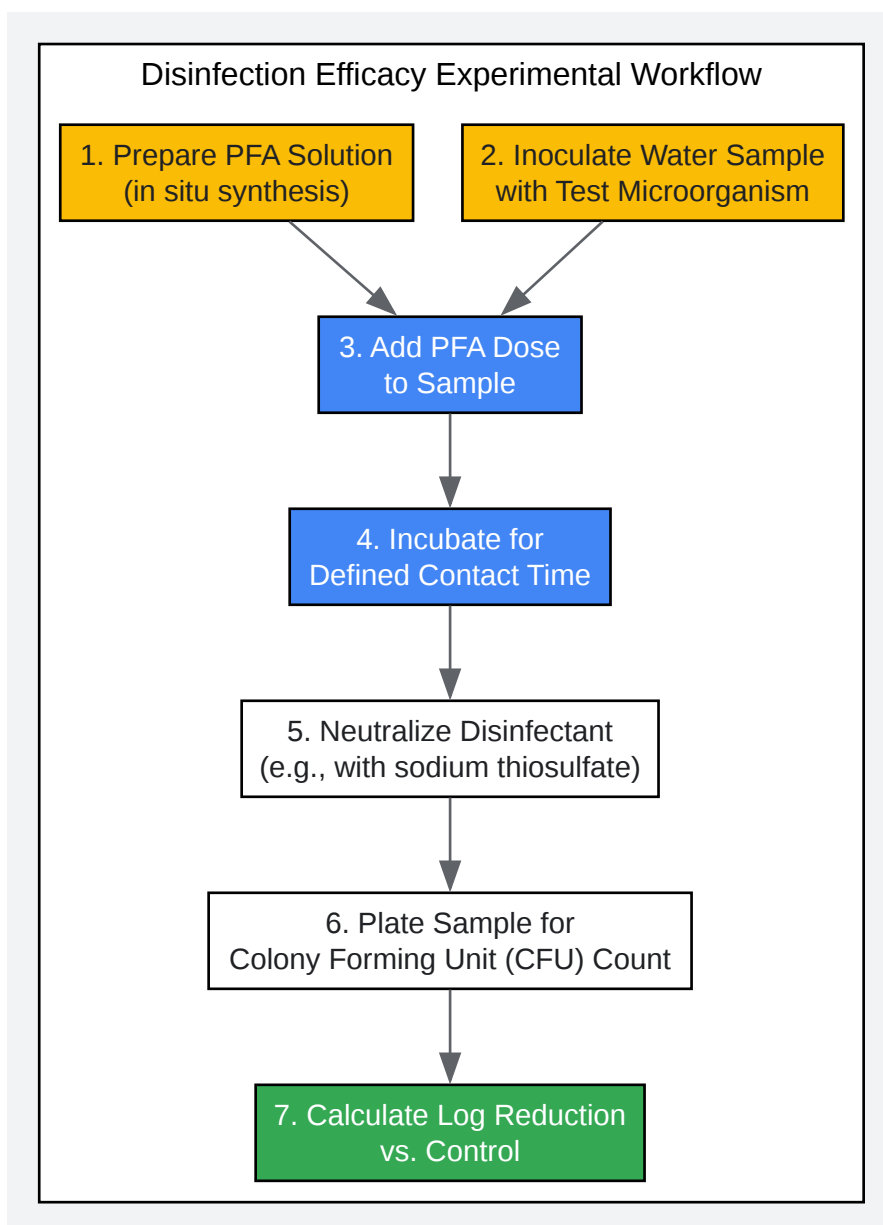 Disinfection Efficacy Experimental Workflow
1. Prepare PFA Solution
(in situ synthesis)
2. Inoculate Water Sample
with Test Microorganism
3. Add PFA Dose
to Sample
4. Incubate for
Defined Contact Time
5. Neutralize Disinfectant
(e.g., with sodium thiosulfate)
6. Plate Sample for
Colony Forming Unit (CFU) Count
7. Calculate Log Reduction
vs. Control